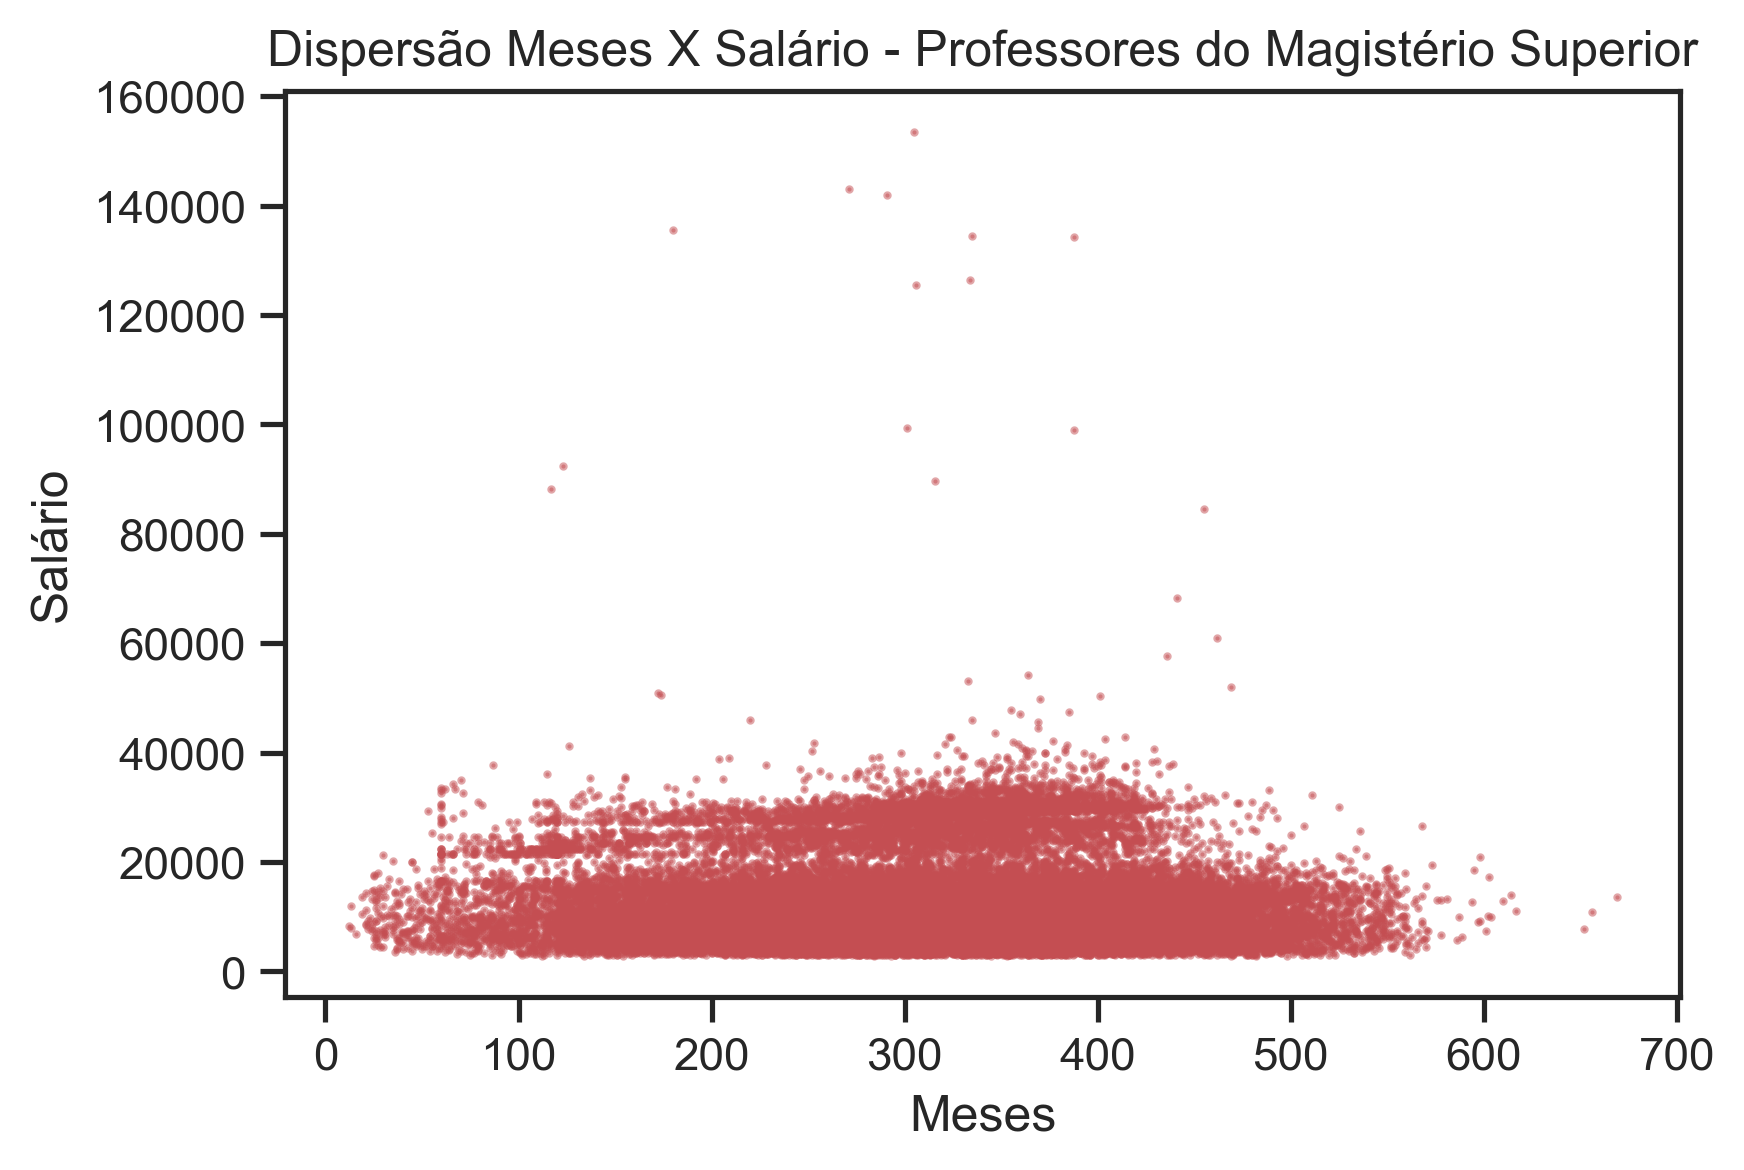 Dispersão Meses X Salário - Professores do Magistério Superior
160000
140000
120000
100000
80000
60000
40000
20000
0
Salário
0 100 200 300 400 500 600 700
Meses